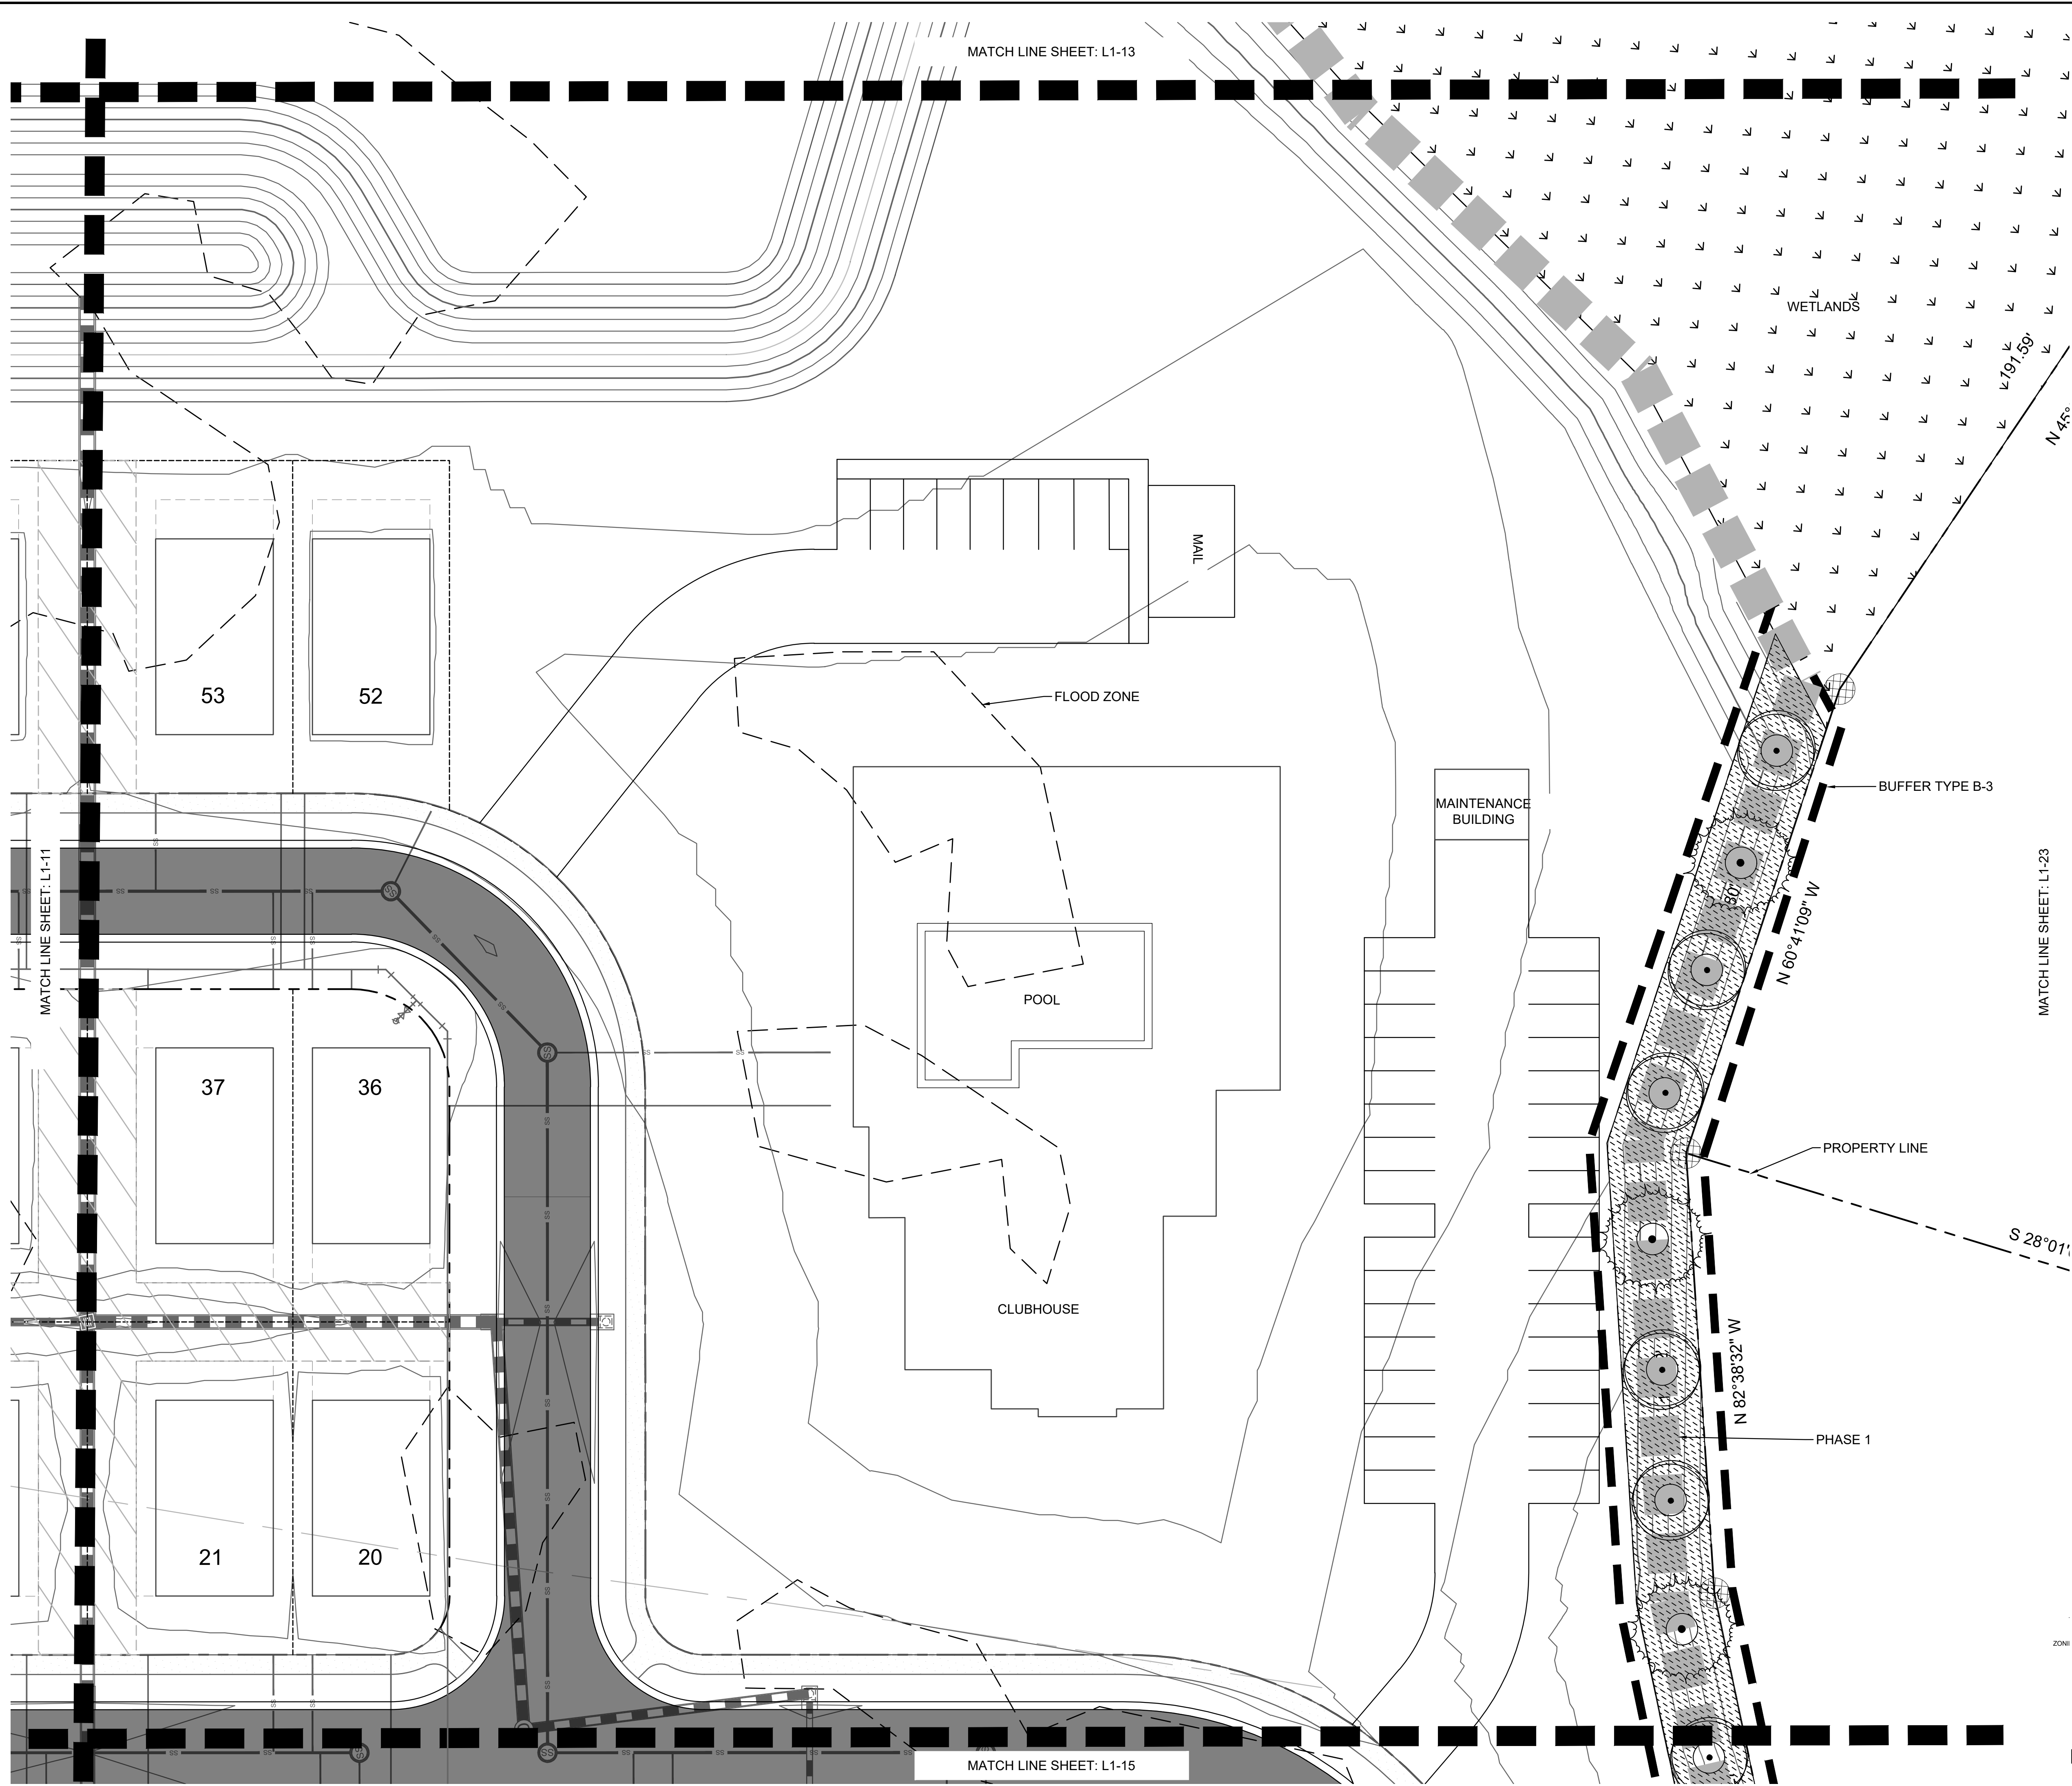 MATCH LINE SHEET: L1-13
WETLANDS
191.59'
N 45°
MAIL
53
52
FLOOD ZONE
BUFFER TYPE B-3
MAINTENANCE
BUILDING
MATCH LINE SHEET: L1-11
MATCH LINE SHEET: L1-23
30'
N 60°41'09" W
SS
POOL
37
36
PROPERTY LINE
S 28°01'
CLUBHOUSE
N 82°38'32" W
PHASE 1
21
20
ZONI
MATCH LINE SHEET: L1-15